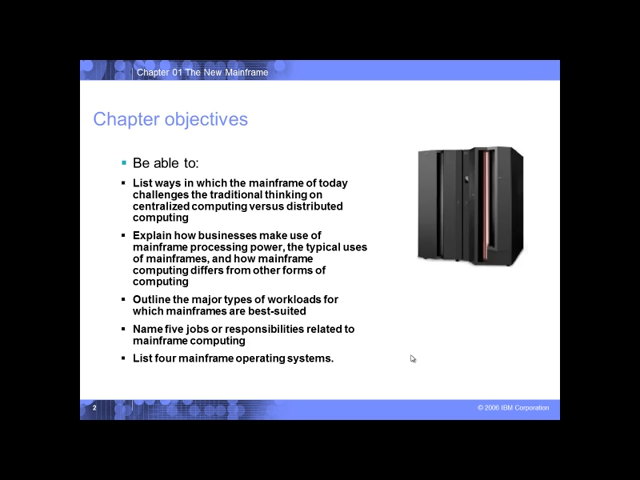 Chapter 01 The New Mainframe
Chapter objectives
Be able to:
List ways in which the mainframe of today
challenges the traditional thinking on
centralized computing versus distributed
computing
Explain how businesses make use of
mainframe processing power, the typical uses
of mainframes, and how mainframe
computing differs from other forms of
computing
Outline the major types of workloads for
which mainframes are best-suited
Name five jobs or responsibilities related to
mainframe computing
List four mainframe operating systems.
2
© 2006 IBM Corporation